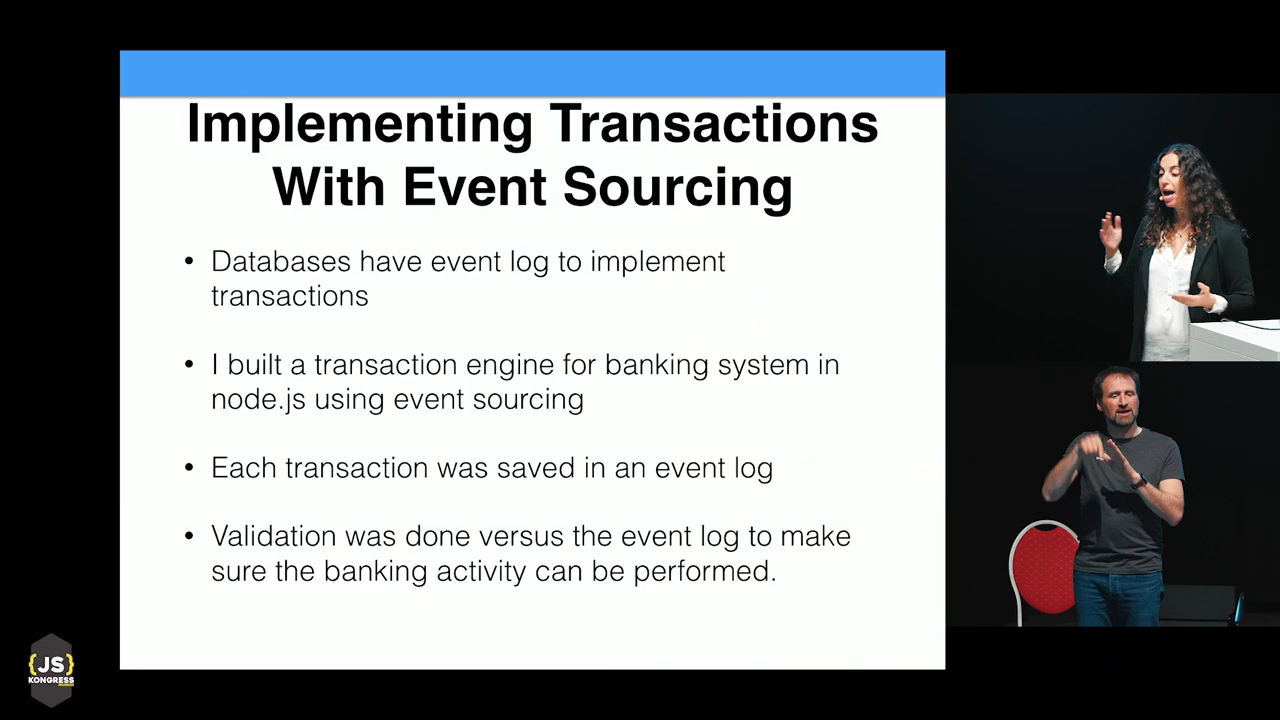 Implementing Transactions
With Event Sourcing
• Databases have event log to implement
transactions
• I built a transaction engine for banking system in
node.js using event sourcing
• Each transaction was saved in an event log
• Validation was done versus the event log to make
sure the banking activity can be performed.
{JS}
KONGRESS